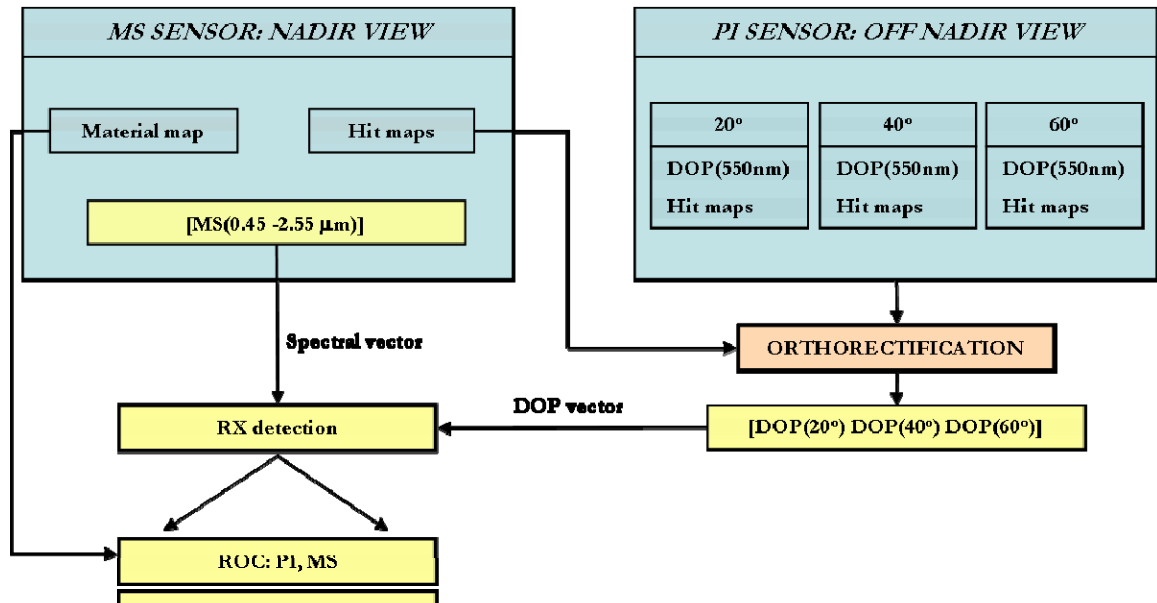 MS SENSOR: NADIR VIEW
Material map
Hit maps
[MS(0.45 -2.55 µm)]
PI SENSOR: OFF NADIR VIEW
20°
DOP(550nm)
Hit maps
40°
DOP(550nm)
Hit maps
60°
DOP(550nm)
Hit maps
Spectral vector
ORTHORECTIFICATION
DOP vector
[DOP(20°) DOP(40°) DOP(60°)]
RX detection
ROC: PI, MS